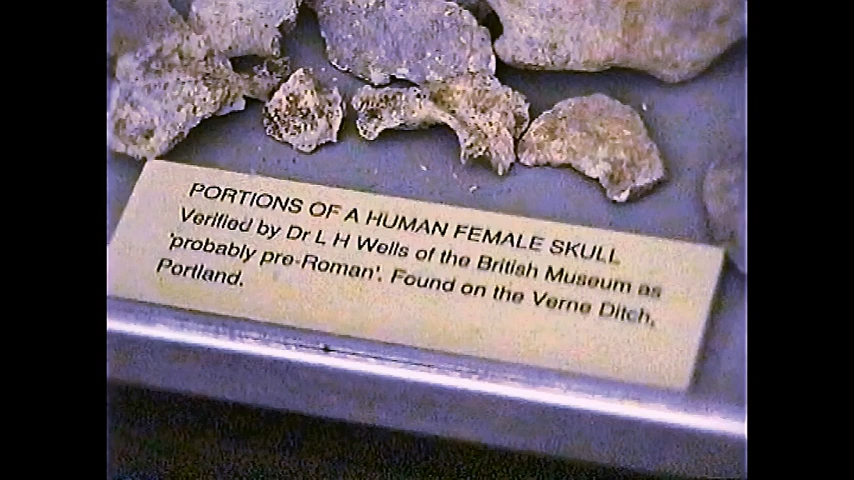 PORTIONS OF A HUMAN FEMALE SKULL
Verified by Dr L H Wells of the British Museum as
'probably pre-Roman'. Found on the Verne Ditch,
Portland.